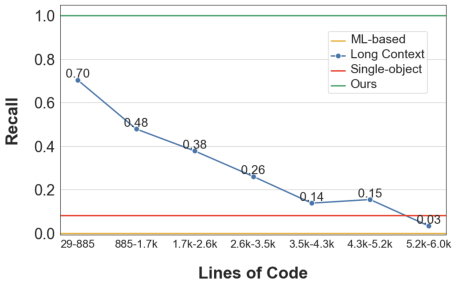 1.0
0.8
0.6
0.4
0.2
0.0
Recall
ML-based
Long Context
Single-object
Ours
0.70
0.48
0.38
0.26
0.14
0.15
0.03
29-885 885-1.7k 1.7k-2.6k 2.6k-3.5k 3.5k-4.3k 4.3k-5.2k 5.2k-6.0k
Lines of Code